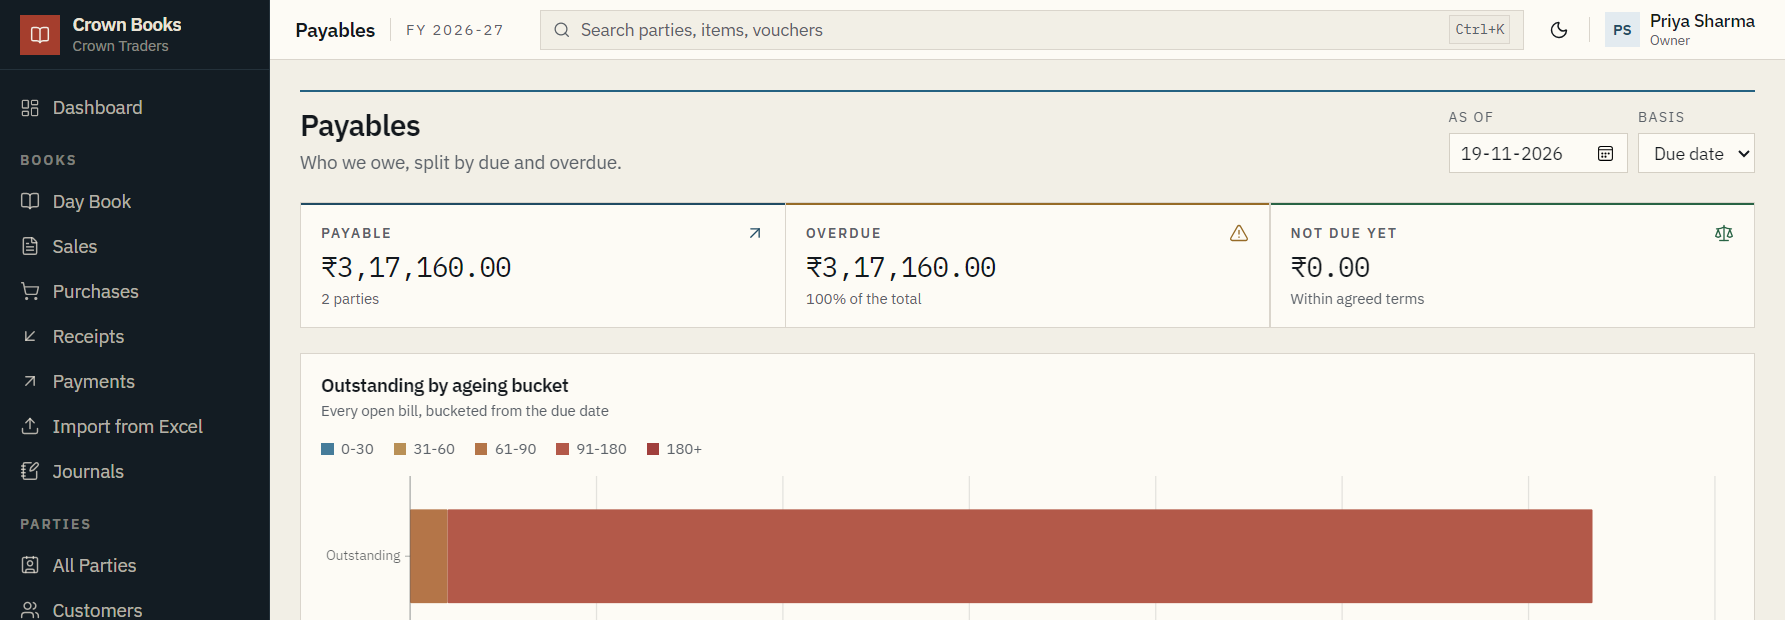 Crown Books
Crown Traders
Dashboard
BOOKS
Day Book
Sales
Purchases
Receipts
Payments
Import from Excel
Journals
PARTIES
All Parties
Customers
Payables
FY 2026-27
Search parties, items, vouchers
Ctrl+K
PS
Priya Sharma
Owner
Payables
Who we owe, split by due and overdue.
AS OF
19-11-2026
BASIS
Due date
PAYABLE
₹3,17,160.00
2 parties
OVERDUE
₹3,17,160.00
100% of the total
NOT DUE YET
₹0.00
Within agreed terms
Outstanding by ageing bucket
Every open bill, bucketed from the due date
0-30
31-60
61-90
91-180
180+
Outstanding